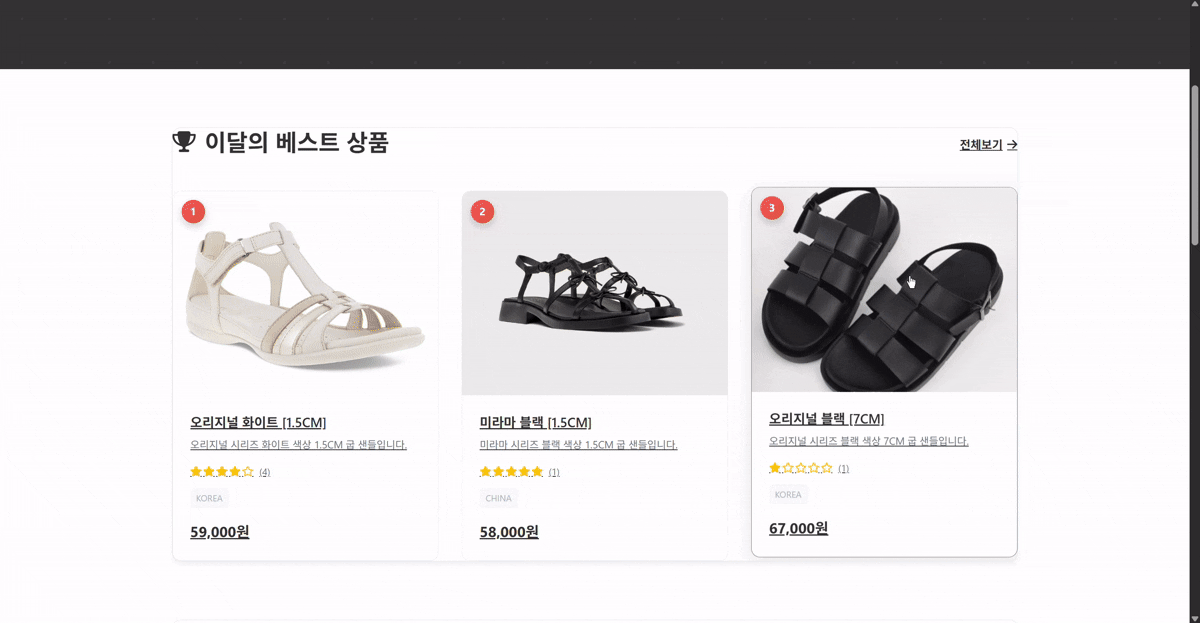 이달의 베스트 상품
전체보기 →
1
오리지널 화이트 [1.5CM]
오리지널 시리즈 화이트 색상 1.5CM 굽 샌들입니다.
★★★★☆ (4)
KOREA
59,000원
2
미라마 블랙 [1.5CM]
미라마 시리즈 블랙 색상 1.5CM 굽 샌들입니다.
★★★★★ (1)
CHINA
58,000원
3
오리지널 블랙 [7CM]
오리지널 시리즈 블랙 색상 7CM 굽 샌들입니다.
★☆☆☆☆ (1)
KOREA
67,000원